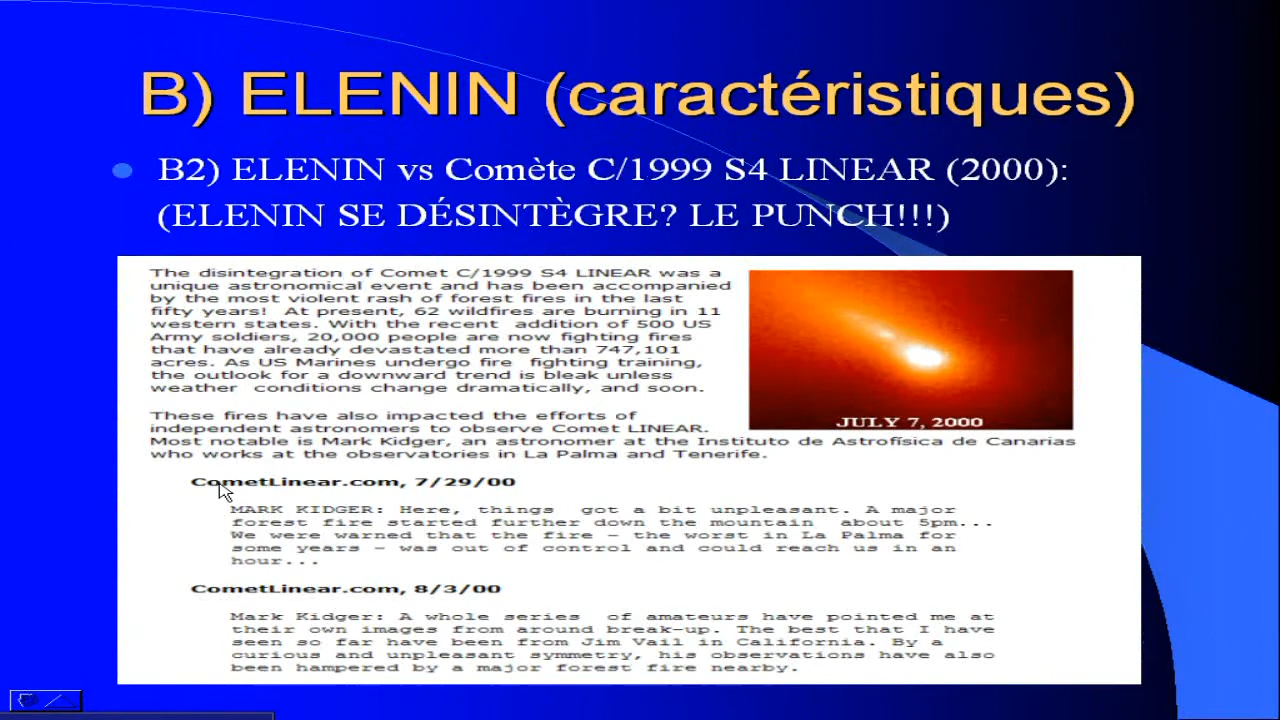 B) ELENIN (caractéristiques)
B2) ELENIN vs Comète C/1999 S4 LINEAR (2000):
(ELENIN SE DÉSINTÈGRE? LE PUNCH!!!)
The disintegration of Comet C/1999 S4 LINEAR was a
unique astronomical event and has been accompanied
by the most violent rash of forest fires in the last
fifty years! At present, 62 wildfires are burning in 11
western states. With the recent addition of 500 US
Army soldiers, 20,000 people are now fighting fires
that have already devastated more than 747,101
acres. As US Marines undergo fire fighting training,
the outlook for a downward trend is bleak unless
weather conditions change dramatically, and soon.
JULY 7, 2000
These fires have also impacted the efforts of
independent astronomers to observe Comet LINEAR.
Most notable is Mark Kidger, an astronomer at the Instituto de Astrofísica de Canarias
who works at the observatories in La Palma and Tenerife.
CometLinear.com, 7/29/00
MARK KIDGER: Here, things got a bit unpleasant. A major
forest fire started further down the mountain about 5pm...
We were warned that the fire – the worst in La Palma for
some years – was out of control and could reach us in an
hour...
CometLinear.com, 8/3/00
Mark Kidger: A whole series of amateurs have pointed me at
their own images from around break-up. The best that I have
seen so far have been from Jim Vail in California. By a
curious and unpleasant symmetry, his observations have also
been hampered by a major forest fire nearby.